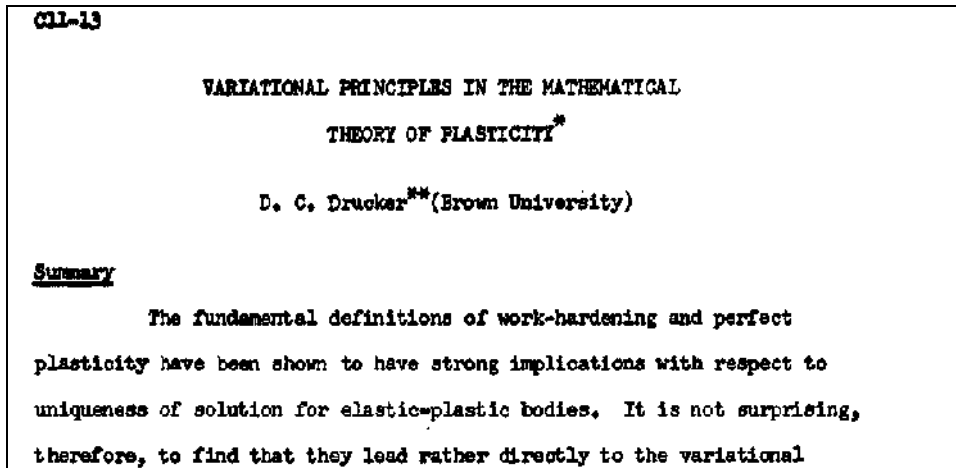 C11-13
VARIATIONAL PRINCIPLES IN THE MATHEMATICAL
THEORY OF PLASTICITY*
D. C. Drucker** (Brown University)
Summary
The fundamental definitions of work-hardening and perfect
plasticity have been shown to have strong implications with respect to
uniqueness of solution for elastic-plastic bodies. It is not surprising,
therefore, to find that they lead rather directly to the variational